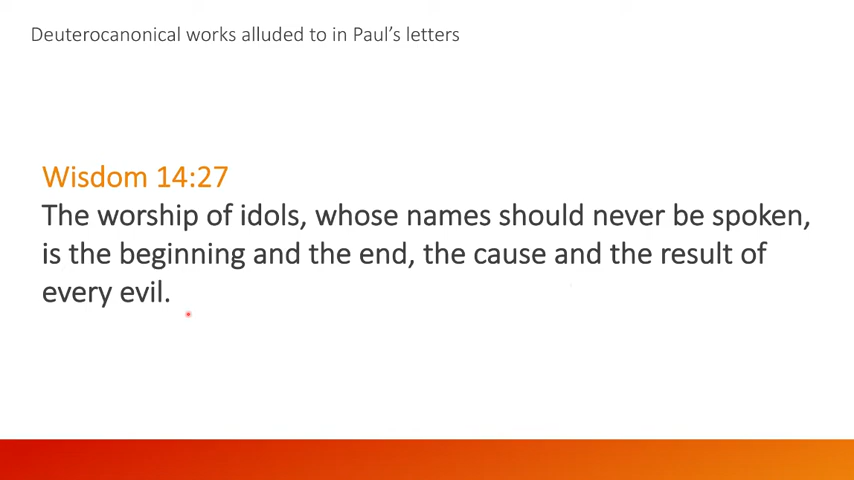 Deuterocanonical works alluded to in Paul’s letters
Wisdom 14:27
The worship of idols, whose names should never be spoken,
is the beginning and the end, the cause and the result of
every evil.